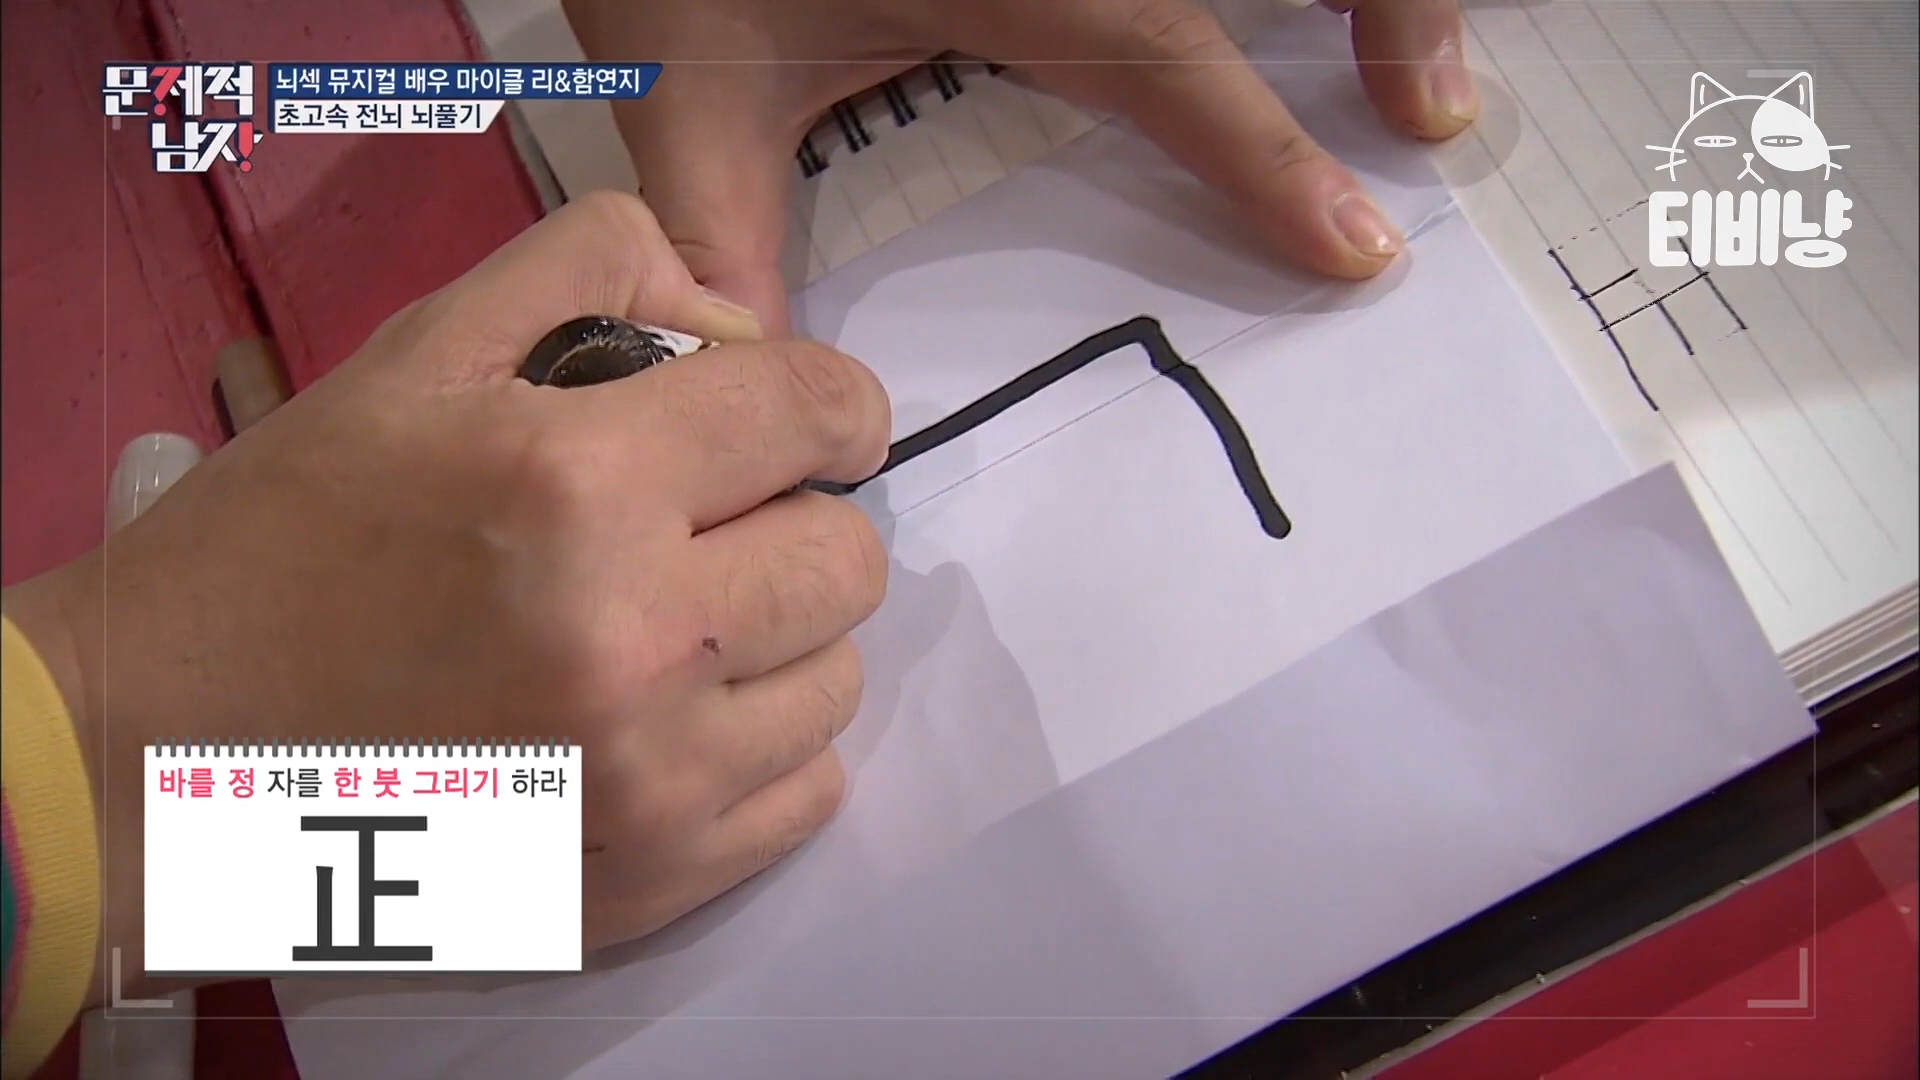 문제적
남자
뇌섹 뮤지컬 배우 마이클 리&함연지
초고속 전뇌 뇌풀기
티비냥
바를 정 자를 한 붓 그리기 하라
正